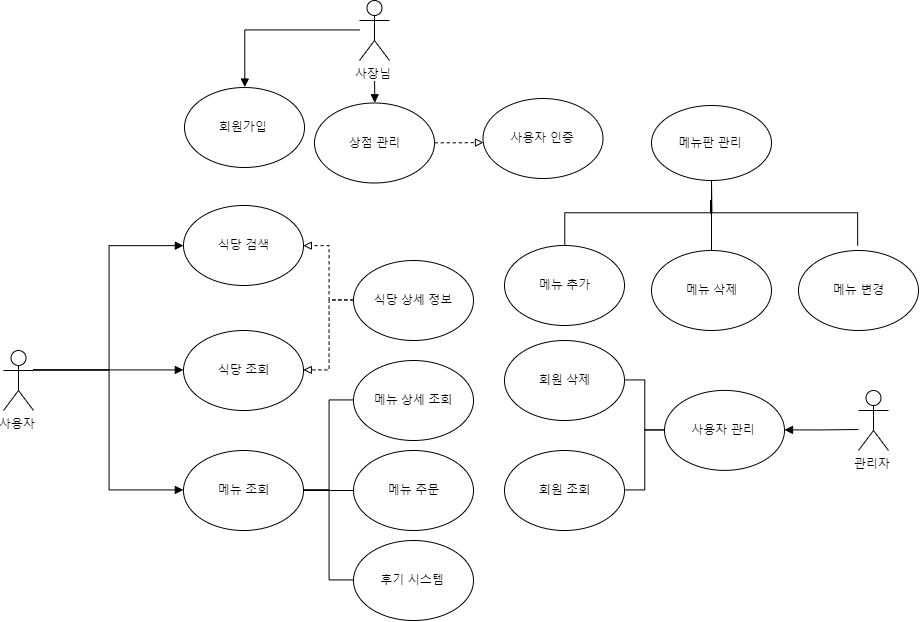 사장님
회원가입
상점 관리
사용자 인증
메뉴판 관리
식당 검색
식당 상세 정보
메뉴 추가
메뉴 삭제
메뉴 변경
사용자
식당 조회
메뉴 상세 조회
회원 삭제
사용자 관리
관리자
메뉴 조회
메뉴 주문
회원 조회
후기 시스템